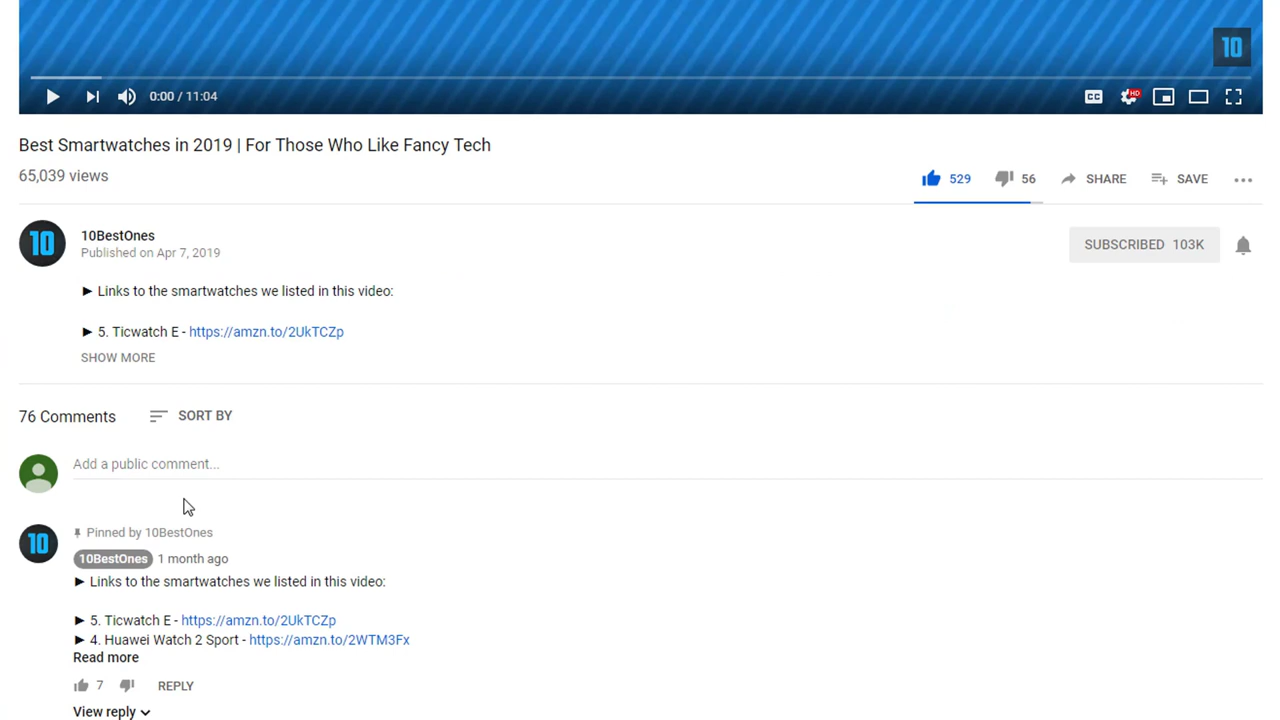 10
0:00 / 11:04
CC
HD
Best Smartwatches in 2019 | For Those Who Like Fancy Tech
65,039 views
529 56 SHARE SAVE
10 10BestOnes
Published on Apr 7, 2019
SUBSCRIBED 103K
► Links to the smartwatches we listed in this video:
► 5. Ticwatch E - https://amzn.to/2UkTCZp
SHOW MORE
76 Comments SORT BY
Add a public comment...
Pinned by 10BestOnes
10 10BestOnes 1 month ago
► Links to the smartwatches we listed in this video:
► 5. Ticwatch E - https://amzn.to/2UkTCZp
► 4. Huawei Watch 2 Sport - https://amzn.to/2WTM3Fx
Read more
7 REPLY
View reply